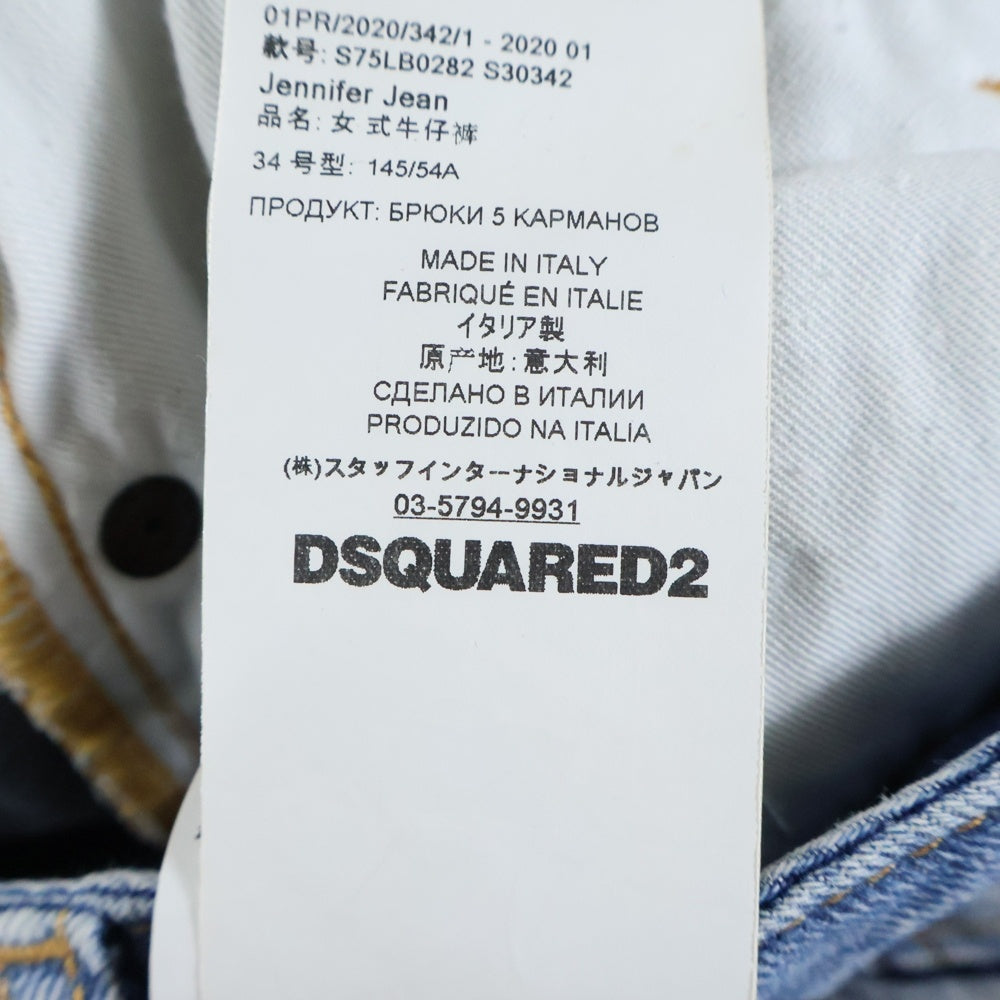 01PR/2020/342/1 - 2020 01
款号: S75LB0282 S30342
Jennifer Jean
品名: 女 式牛仔裤
34 号型: 145/54A
ПРОДУКТ: БРЮКИ 5 КАРМАНОВ
MADE IN ITALY
FABRIQUÉ EN ITALIE
イタリア製
原产地:意大利
СДЕЛАНО В ИТАЛИИ
PRODUZIDO NA ITALIA
(株)スタッフインターナショナルジャパン
03-5794-9931
DSQUARED2